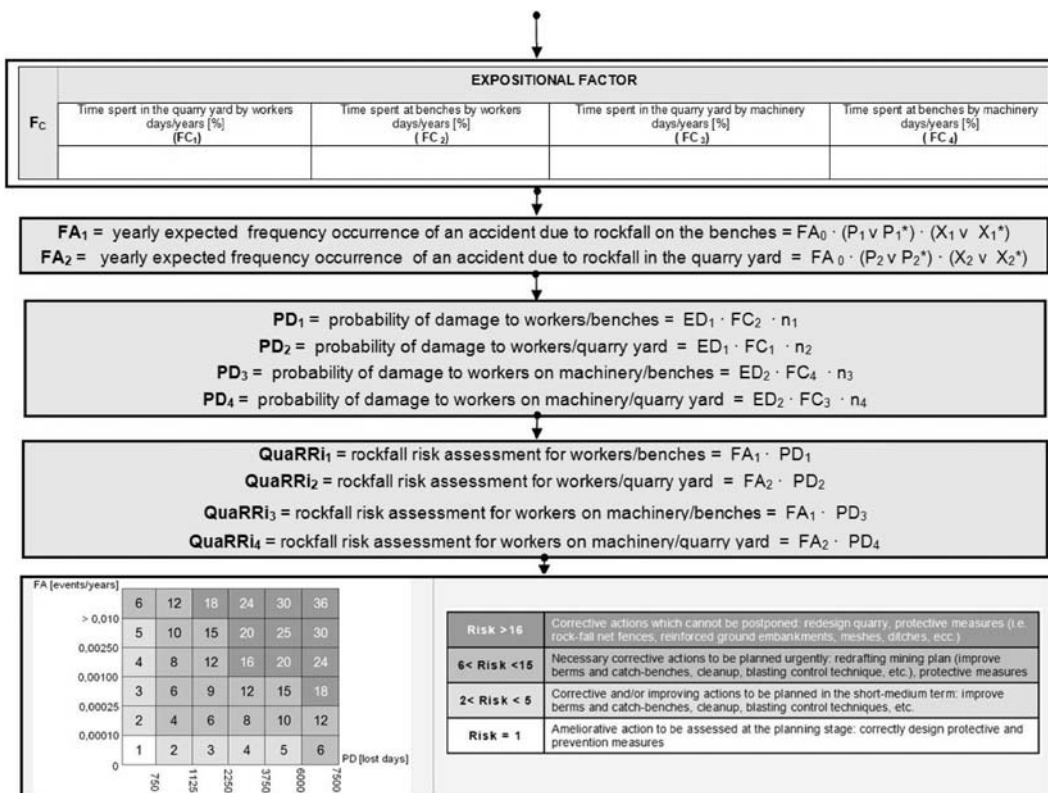 EXPOSITIONAL FACTOR
F_C
Time spent in the quarry yard by workers
days/years [%]
(FC₁)
Time spent at benches by workers
days/years [%]
( FC ₂)
Time spent in the quarry yard by machinery
days/years [%]
( FC ₃)
Time spent at benches by machinery
days/years [%]
( FC ₄)
FA₁ = yearly expected frequency occurrence of an accident due to rockfall on the benches = FA₀ · (P₁ v P₁*) · (X₁ v X₁*)
FA₂ = yearly expected frequency occurrence of an accident due to rockfall in the quarry yard = FA ₀ · (P₂ v P₂*) · (X₂ v X₂*)
PD₁ = probability of damage to workers/benches = ED₁ · FC₂ · n₁
PD₂ = probability of damage to workers/quarry yard = ED₁ · FC₁ · n₂
PD₃ = probability of damage to workers on machinery/benches = ED₂ · FC₄ · n₃
PD₄ = probability of damage to workers on machinery/quarry yard = ED₂ · FC₃ · n₄
QuaRRi₁ = rockfall risk assessment for workers/benches = FA₁ · PD₁
QuaRRi₂ = rockfall risk assessment for workers/quarry yard = FA₂ · PD₂
QuaRRi₃ = rockfall risk assessment for workers on machinery/benches = FA₁ · PD₃
QuaRRi₄ = rockfall risk assessment for workers on machinery/quarry yard = FA₂ · PD₄
FA [events/years]
6 12 18 24 30 36
> 0,010
5 10 15 20 25 30
0,00250
4 8 12 16 20 24
0,00100
3 6 9 12 15 18
0,00025
2 4 6 8 10 12
0,00010
1 2 3 4 5 6
PD [lost days]
0
750 1125 2250 3750 6000 7500
Risk >16
Corrective actions which cannot be postponed: redesign quarry, protective measures (i.e.
rock-fall net fences, reinforced ground embankments, meshes, ditches, ecc.)
6< Risk <15
Necessary corrective actions to be planned urgently: redrafting mining plan (improve
berms and catch-benches, cleanup, blasting control technique, etc.), protective measures
2< Risk < 5
Corrective and/or improving actions to be planned in the short-medium term: improve
berms and catch-benches, cleanup, blasting control techniques, etc.
Risk = 1
Ameliorative action to be assessed at the planning stage: correctly design protective and
prevention measures